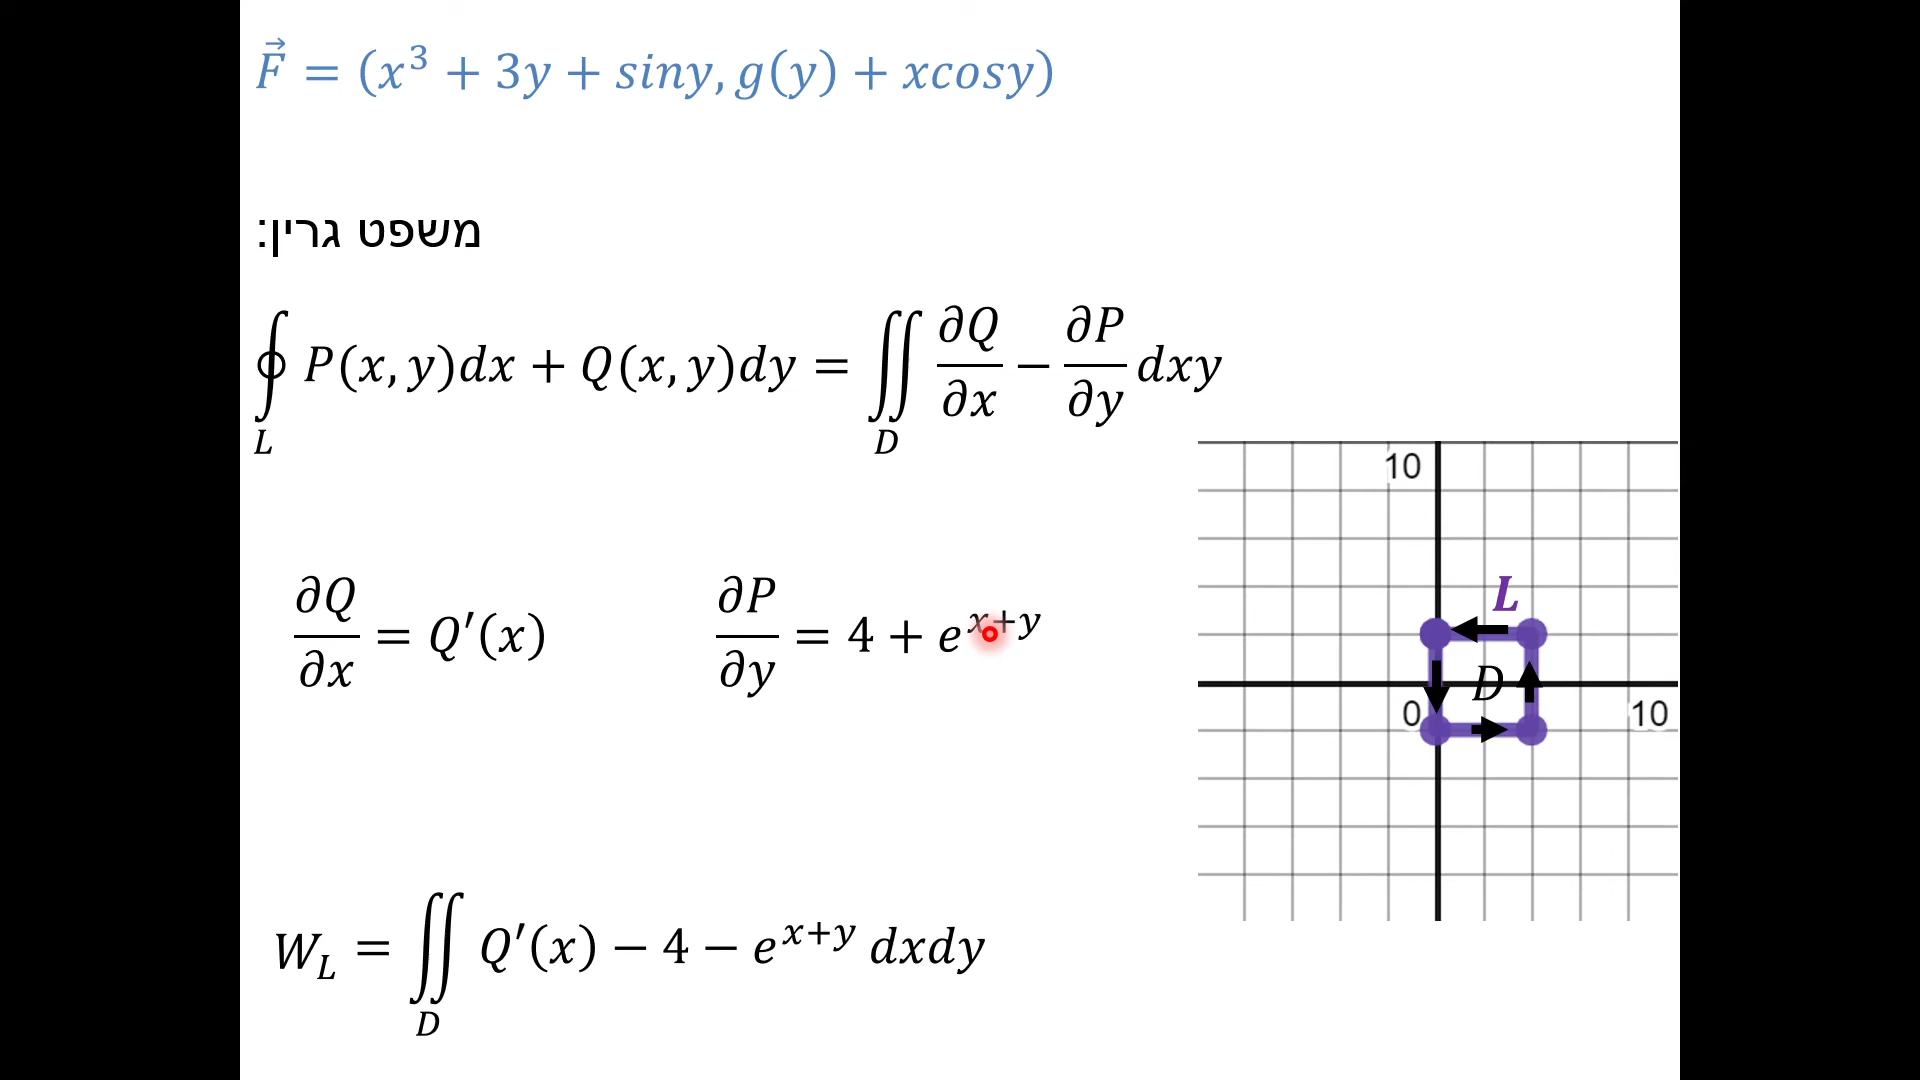 F⃗ = (x³ + 3y + siny, g(y) + xcosy)
משפט גרין:
∮_L P(x, y)dx + Q(x, y)dy = ∬_D ∂Q/∂x − ∂P/∂y dxy
∂Q/∂x = Q′(x)
∂P/∂y = 4 + e^{x+y}
W_L = ∬_D Q′(x) − 4 − e^{x+y} dxdy
10
L
D
0
10